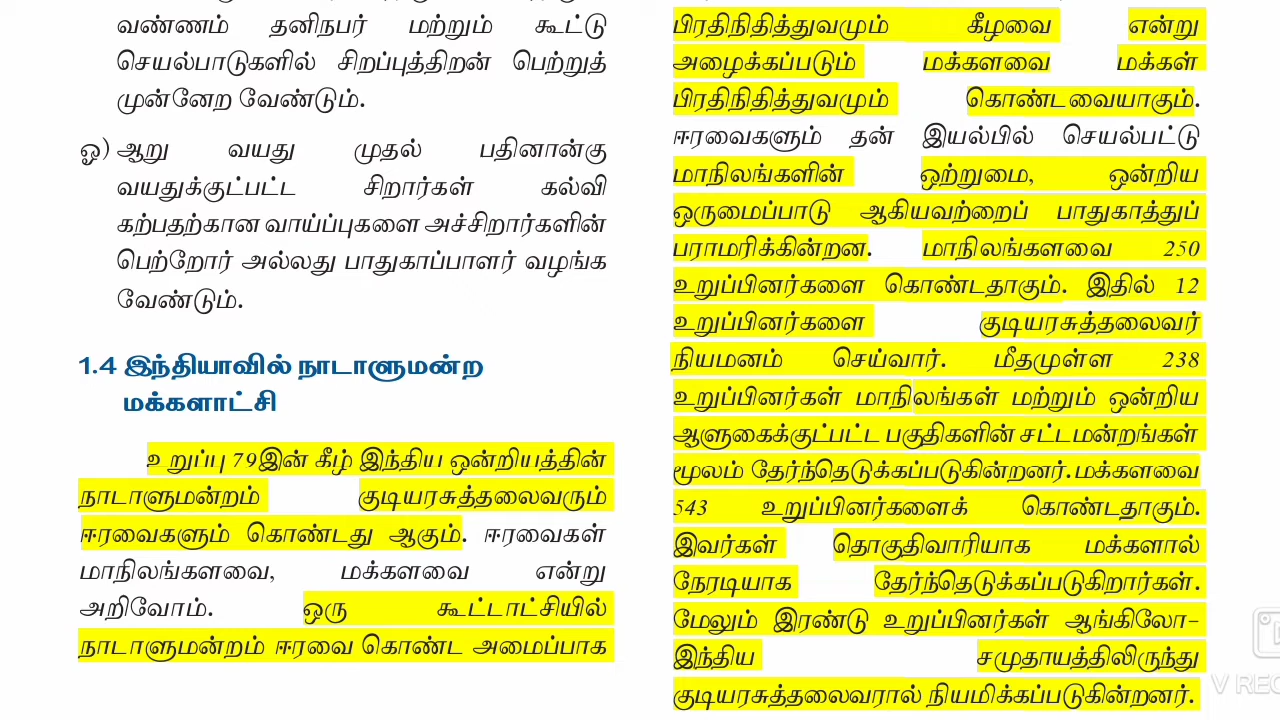 வண்ணம் தனிநபர் மற்றும் கூட்டு
செயல்பாடுகளில் சிறப்புத்திறன் பெற்றுத்
முன்னேற வேண்டும்.
ஓ) ஆறு வயது முதல் பதினான்கு
வயதுக்குட்பட்ட சிறார்கள் கல்வி
கற்பதற்கான வாய்ப்புகளை அச்சிறார்களின்
பெற்றோர் அல்லது பாதுகாப்பாளர் வழங்க
வேண்டும்.
1.4 இந்தியாவில் நாடாளுமன்ற
மக்களாட்சி
உறுப்பு 79இன் கீழ் இந்திய ஒன்றியத்தின்
நாடாளுமன்றம் குடியரசுத்தலைவரும்
ஈரவைகளும் கொண்டது ஆகும். ஈரவைகள்
மாநிலங்களவை, மக்களவை என்று
அறிவோம். ஒரு கூட்டாட்சியில்
நாடாளுமன்றம் ஈரவை கொண்ட அமைப்பாக
பிரதிநிதித்துவமும் கீழவை என்று
அழைக்கப்படும் மக்களவை மக்கள்
பிரதிநிதித்துவமும் கொண்டவையாகும்.
ஈரவைகளும் தன் இயல்பில் செயல்பட்டு
மாநிலங்களின் ஒற்றுமை, ஒன்றிய
ஒருமைப்பாடு ஆகியவற்றைப் பாதுகாத்துப்
பராமரிக்கின்றன. மாநிலங்களவை 250
உறுப்பினர்களை கொண்டதாகும். இதில் 12
உறுப்பினர்களை குடியரசுத்தலைவர்
நியமனம் செய்வார். மீதமுள்ள 238
உறுப்பினர்கள் மாநிலங்கள் மற்றும் ஒன்றிய
ஆளுகைக்குட்பட்ட பகுதிகளின் சட்டமன்றங்கள்
மூலம் தேர்ந்தெடுக்கப்படுகின்றனர். மக்களவை
543 உறுப்பினர்களைக் கொண்டதாகும்.
இவர்கள் தொகுதிவாரியாக மக்களால்
நேரடியாக தேர்ந்தெடுக்கப்படுகிறார்கள்.
மேலும் இரண்டு உறுப்பினர்கள் ஆங்கிலோ-
இந்திய சமுதாயத்திலிருந்து
குடியரசுத்தலைவரால் நியமிக்கப்படுகின்றனர்.
V REC